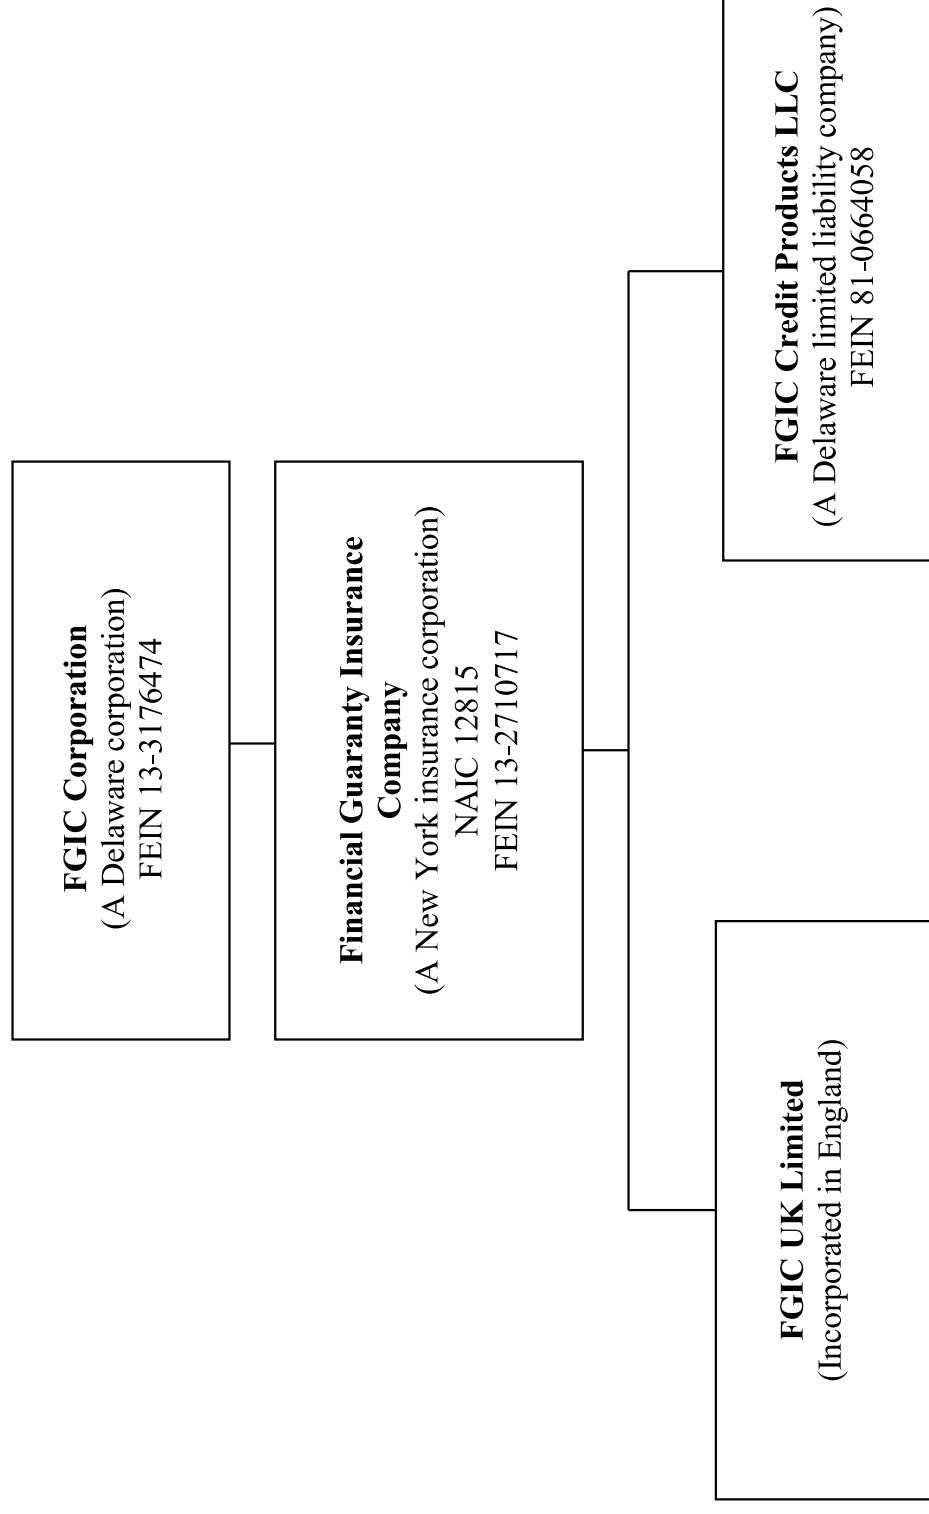 FGIC Corporation
(A Delaware corporation)
FEIN 13-3176474
Financial Guaranty Insurance
Company
(A New York insurance corporation)
NAIC 12815
FEIN 13-2710717
FGIC UK Limited
(Incorporated in England)
FGIC Credit Products LLC
(A Delaware limited liability company)
FEIN 81-0664058